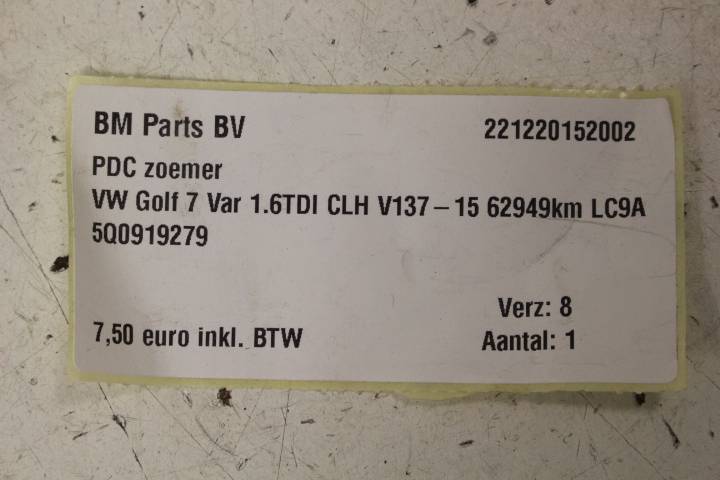 BM Parts BV 221220152002
PDC zoemer
VW Golf 7 Var 1.6TDI CLH V137-15 62949km LC9A
5Q0919279
Verz: 8
7,50 euro inkl. BTW Aantal: 1